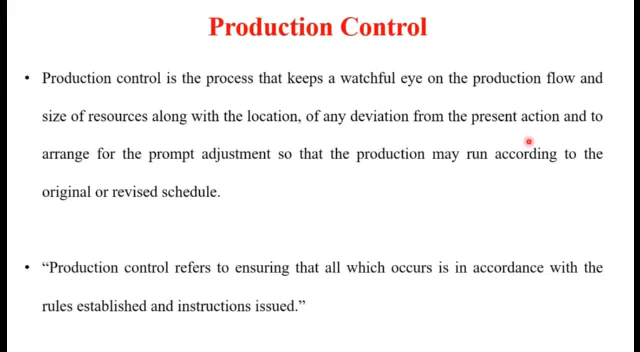 Production Control
• Production control is the process that keeps a watchful eye on the production flow and
size of resources along with the location, of any deviation from the present action and to
arrange for the prompt adjustment so that the production may run according to the
original or revised schedule.
• “Production control refers to ensuring that all which occurs is in accordance with the
rules established and instructions issued.”